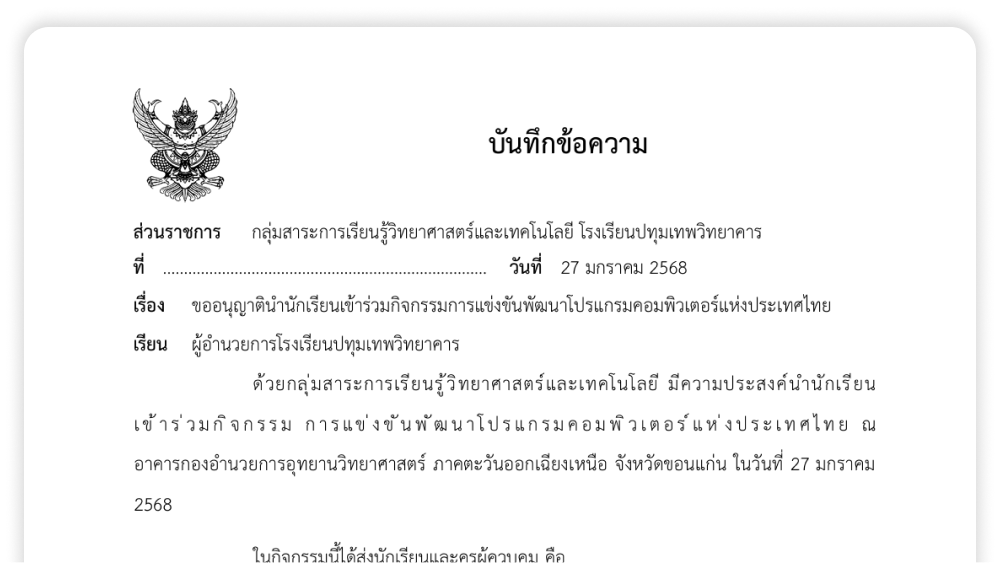 บันทึกข้อความ
ส่วนราชการ กลุ่มสาระการเรียนรู้วิทยาศาสตร์และเทคโนโลยี โรงเรียนปทุมเทพวิทยาคาร
ที่ ............................................................................. วันที่ 27 มกราคม 2568
เรื่อง ขออนุญาตินำนักเรียนเข้าร่วมกิจกรรมการแข่งขันพัฒนาโปรแกรมคอมพิวเตอร์แห่งประเทศไทย
เรียน ผู้อำนวยการโรงเรียนปทุมเทพวิทยาคาร
ด้วยกลุ่มสาระการเรียนรู้วิทยาศาสตร์และเทคโนโลยี มีความประสงค์นำนักเรียน
เข้าร่วมกิจกรรม การแข่งขันพัฒนาโปรแกรมคอมพิวเตอร์แห่งประเทศไทย ณ
อาคารกองอำนวยการอุทยานวิทยาศาสตร์ ภาคตะวันออกเฉียงเหนือ จังหวัดขอนแก่น ในวันที่ 27 มกราคม
2568
ในกิจกรรมนี้ได้ส่งนักเรียนและครูผู้ควบคุม คือ